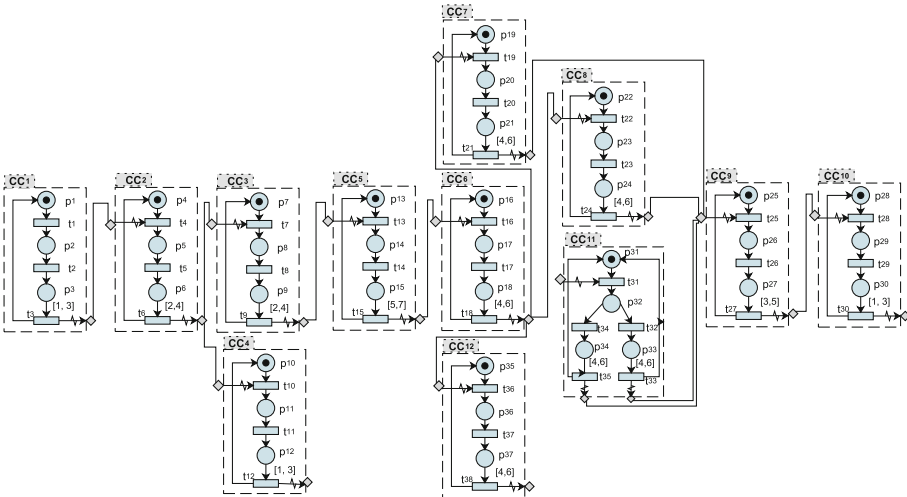 CC1
p1
t1
p2
t2
p3
[1, 3]
t3
CC2
p4
t4
p5
t5
p6
[2,4]
t6
CC3
p7
t7
p8
t8
p9
[2,4]
t9
CC4
p10
t10
p11
t11
p12
[1, 3]
t12
CC5
p13
t13
p14
t14
p15
[5,7]
t15
CC6
p16
t16
p17
t17
p18
[4,6]
t18
CC7
p19
t19
p20
t20
p21
[4,6]
t21
CC8
p22
t22
p23
t23
p24
[4,6]
t24
CC11
p31
t31
p32
t34
t32
p34
p33
[4,6]
[4,6]
t35
t33
CC12
p35
t36
p36
t37
p37
[4,6]
t38
CC9
p25
t25
p26
t26
p27
[3,5]
t27
CC10
p28
t28
p29
t29
p30
[1, 3]
t30